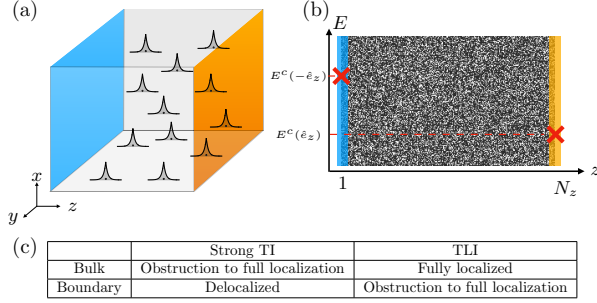 (a)
x
y
z
(b)
E
E^c(-ê_z)
E^c(ê_z)
1
N_z
z
(c)
Strong TI TLI
Bulk Obstruction to full localization Fully localized
Boundary Delocalized Obstruction to full localization